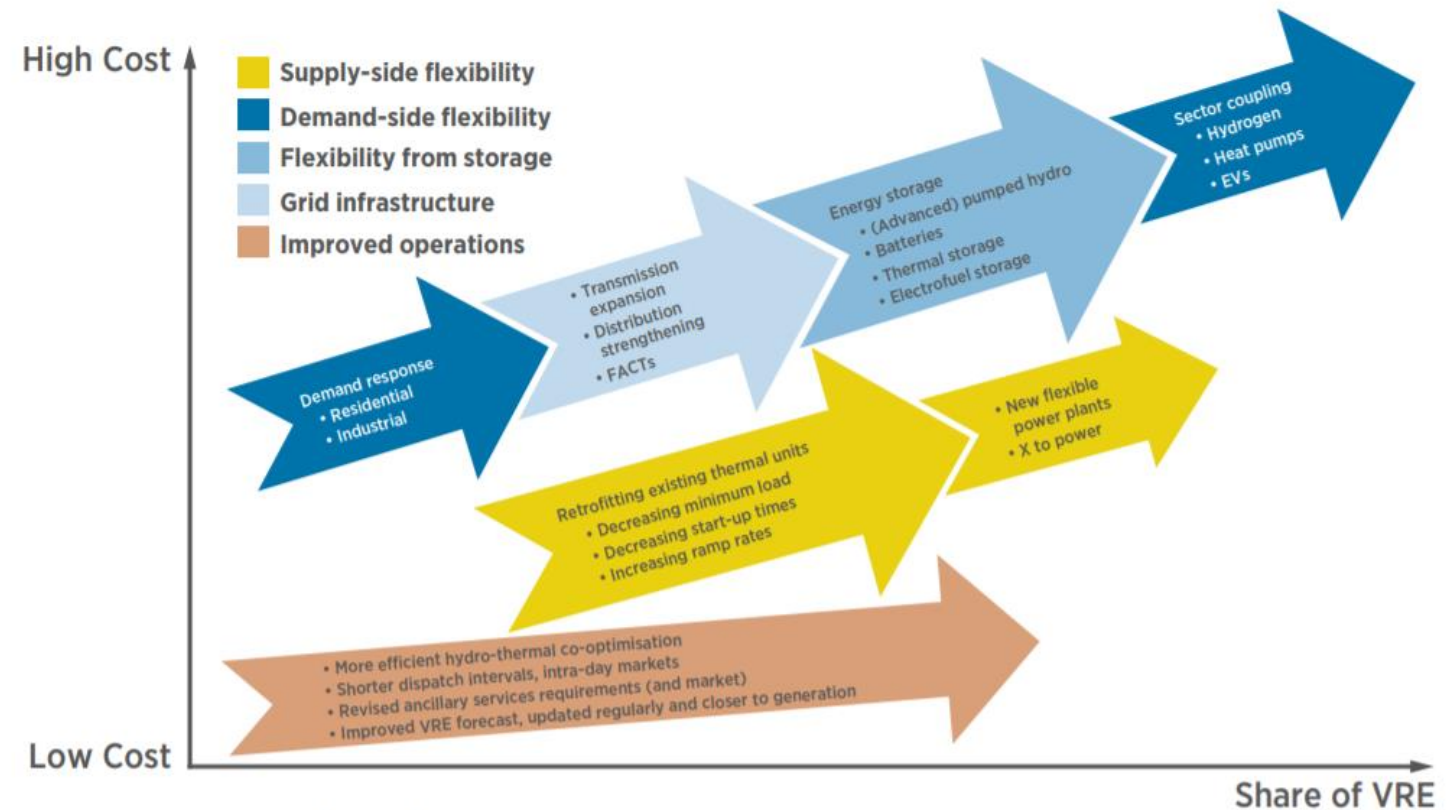 High Cost
Supply-side flexibility
Demand-side flexibility
Flexibility from storage
Grid infrastructure
Improved operations
Sector coupling
• Hydrogen
• Heat pumps
• EVs
Energy storage
• (Advanced) pumped hydro
• Batteries
• Thermal storage
• Electrofuel storage
• Transmission
expansion
• Distribution
strengthening
• FACTs
Demand response
• Residential
• Industrial
• New flexible
power plants
• X to power
Retrofitting existing thermal units
• Decreasing minimum load
• Decreasing start-up times
• Increasing ramp rates
• More efficient hydro-thermal co-optimisation
• Shorter dispatch intervals, intra-day markets
• Revised ancillary services requirements (and market)
• Improved VRE forecast, updated regularly and closer to generation
Low Cost
Share of VRE